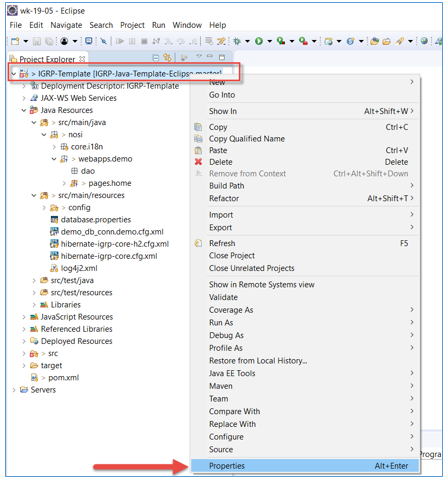 wk-19-05 - Eclipse
File Edit Navigate Search Project Run Window Help
Project Explorer
> IGRP-Template [IGRP-Java-Template-Eclipse master]
Deployment Descriptor: IGRP-Template
JAX-WS Web Services
Java Resources
> src/main/java
> nosi
> core.i18n
> webapps.demo
dao
> pages.home
> src/main/resources
> config
database.properties
demo_db_conn.demo.cfg.xml
hibernate-igrp-core-h2.cfg.xml
hibernate-igrp-core.cfg.xml
log4j2.xml
> src/test/java
> src/test/resources
Libraries
JavaScript Resources
Referenced Libraries
Deployed Resources
> src
target
> pom.xml
Servers
New
Go Into
Show In Alt+Shift+W >
Copy Ctrl+C
Copy Qualified Name
Paste Ctrl+V
Delete Delete
Remove from Context Ctrl+Alt+Shift+Down
Build Path >
Refactor Alt+Shift+T >
Import >
Export >
Refresh F5
Close Project
Close Unrelated Projects
Show in Remote Systems view
Validate
Coverage As >
Run As >
Debug As >
Profile As >
Restore from Local History...
Java EE Tools >
Maven >
Team >
Compare With >
Replace With >
Configure >
Source >
Properties Alt+Enter